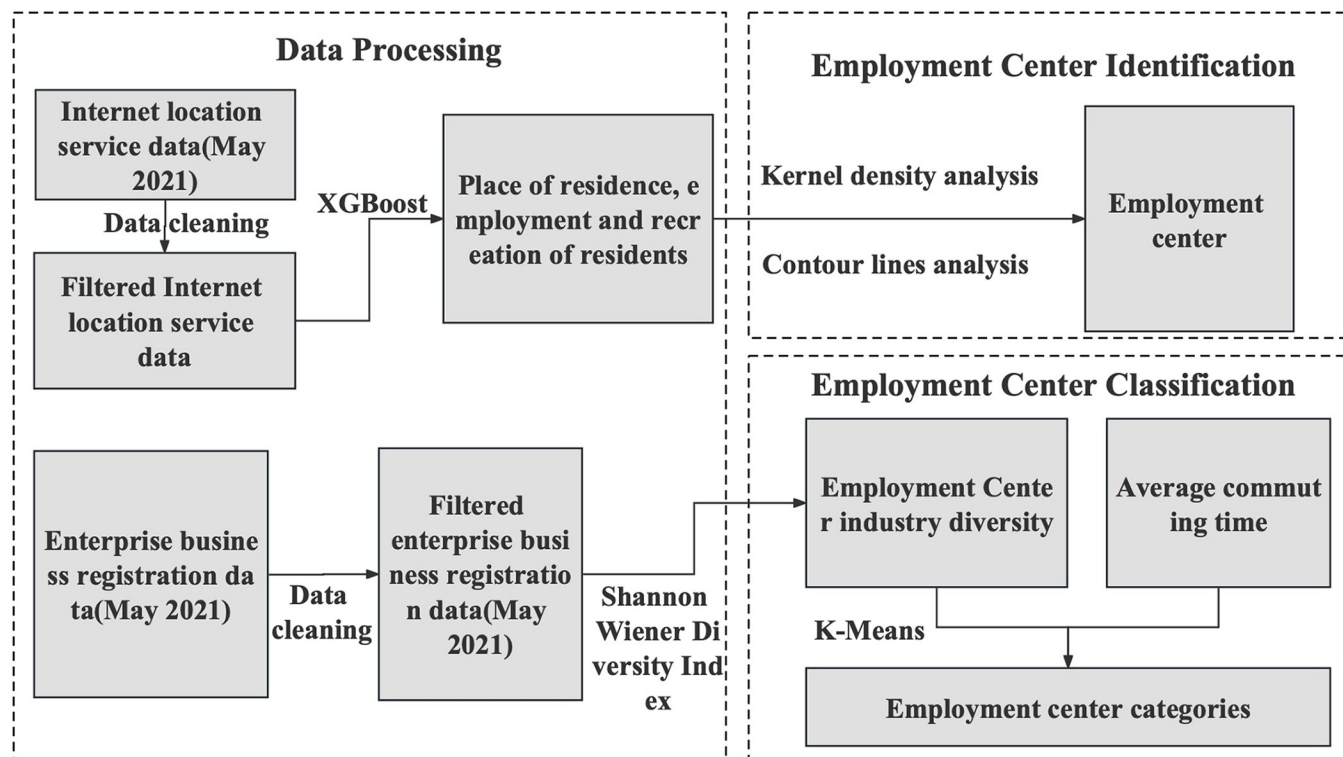 Data Processing
Internet location
service data(May
2021)
Data cleaning
Filtered Internet
location service
data
XGBoost
Place of residence, e
mployment and recr
eation of residents
Enterprise busine
ss registration da
ta(May 2021)
Data
cleaning
Filtered
enterprise busi
ness registratio
n data(May
2021)
Shannon
Wiener Di
versity Ind
ex
Employment Center Identification
Kernel density analysis
Contour lines analysis
Employment
center
Employment Center Classification
Employment Cente
r industry diversity
Average commut
ing time
K-Means
Employment center categories